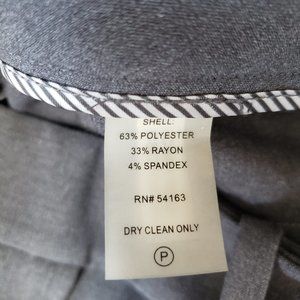 SHELL:
63% POLYESTER
33% RAYON
4% SPANDEX
RN# 54163
DRY CLEAN ONLY
P